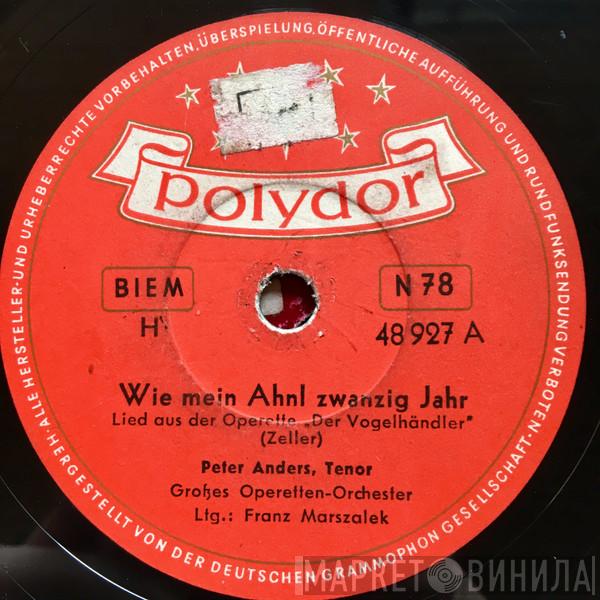 ALLE HERSTELLER- UND URHEBERRECHTE VORBEHALTEN. ÜBERSPIELUNG, ÖFFENTLICHE AUFFÜHRUNG UND RUNDFUNKSENDUNG VERBOTEN.
polydor
BIEM
N 78
H
48 927 A
Wie mein Ahnl zwanzig Jahr
Lied aus der Operette „Der Vogelhändler"
(Zeller)
Peter Anders, Tenor
Großes Operetten-Orchester
Ltg.: Franz Marszalek
HERGESTELLT VON DER DEUTSCHEN GRAMMOPHON GESELLSCHAFT
МАРКЕТ ВИНИЛА